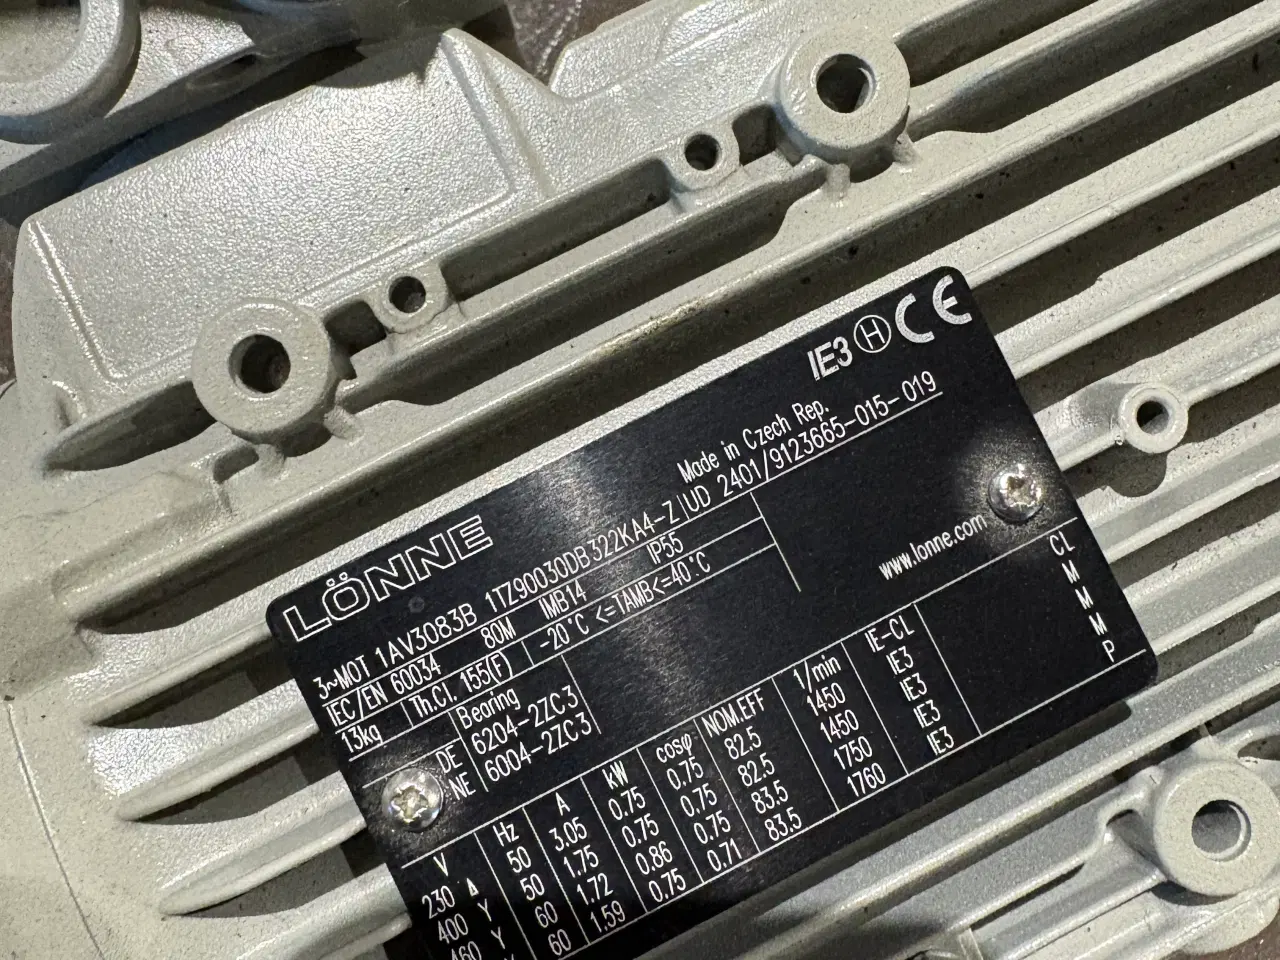 IE3 H CE
LÖNNE
Made in Czech Rep.
3~MOT 1AV3083B 1TZ90030DB322KA4-Z UD 2401/9123665-015-019
IEC/EN 60034 80M IMB14 IP55
13kg Th.Cl. 155(F) -20°C <=TAMB<=40°C
Bearing
DE 6204-2ZC3
NE 6004-2ZC3
www.lonne.com
V Hz A kW cosφ NOM.EFF 1/min IE-CL CL
230 Δ 50 3.05 0.75 0.75 82.5 1450 IE3 M
400 Y 50 1.75 0.75 0.75 82.5 1450 IE3 M
460 Y 60 1.72 0.86 0.75 83.5 1750 IE3 M
60 1.59 0.75 0.71 83.5 1760 IE3 P